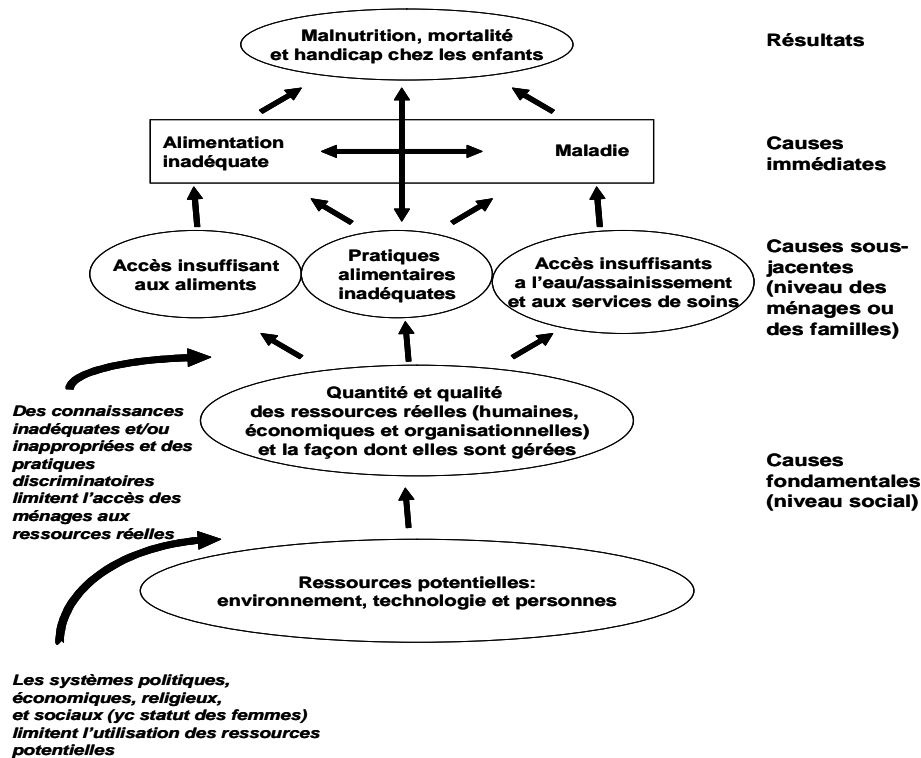 Malnutrition, mortalité
et handicap chez les enfants
Résultats
Alimentation
inadéquate
Maladie
Causes
immédiates
Accès insuffisant
aux aliments
Pratiques
alimentaires
inadéquates
Accès insuffisants
a l'eau/assainissement
et aux services de soins
Causes sous-
jacentes
(niveau des
ménages ou
des familles)
Quantité et qualité
des ressources réelles (humaines,
économiques et organisationnelles)
et la façon dont elles sont gérées
Des connaissances
inadéquates et/ou
inappropriées et des
pratiques
discriminatoires
limitent l'accès des
ménages aux
ressources réelles
Causes
fondamentales
(niveau social)
Ressources potentielles:
environnement, technologie et personnes
Les systèmes politiques,
économiques, religieux,
et sociaux (yc statut des femmes)
limitent l'utilisation des ressources
potentielles